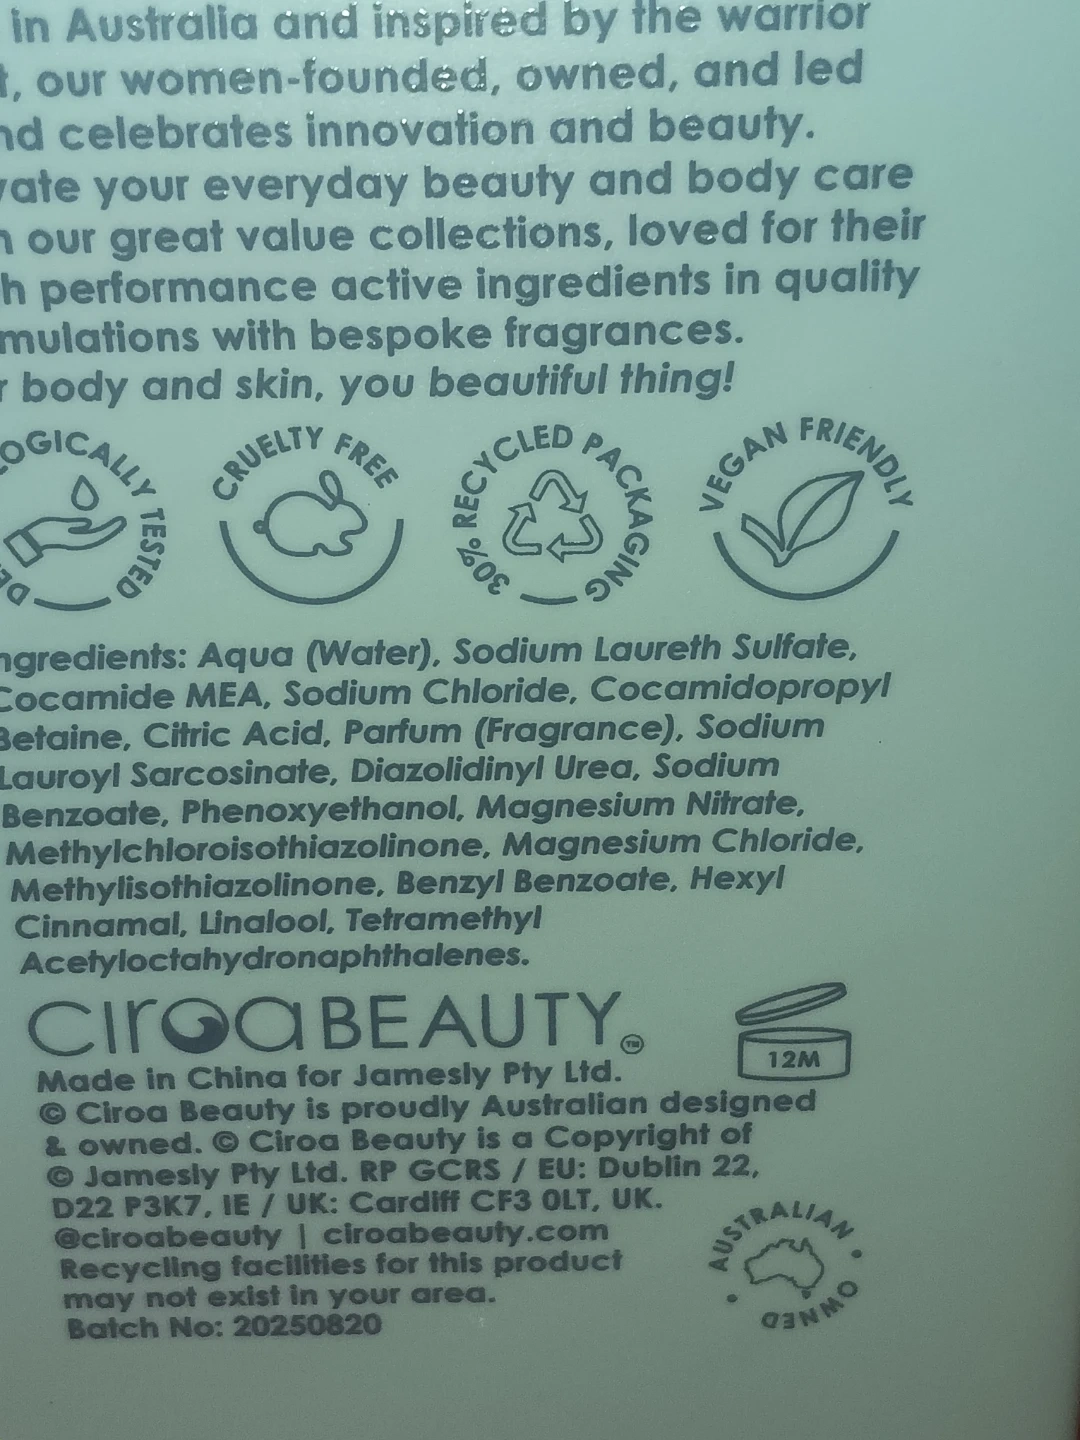 in Australia and inspired by the warrior
our women-founded, owned, and led
celebrates innovation and beauty.
your everyday beauty and body care
our great value collections, loved for their
performance active ingredients in quality
with bespoke fragrances.
body and skin, you beautiful thing!
TESTED
CRUELTY FREE
30% RECYCLED PACKAGING
VEGAN FRIENDLY
ngredients: Aqua (Water), Sodium Laureth Sulfate,
Cocamide MEA, Sodium Chloride, Cocamidopropyl
Betaine, Citric Acid, Parfum (Fragrance), Sodium
Lauroyl Sarcosinate, Diazolidinyl Urea, Sodium
Benzoate, Phenoxyethanol, Magnesium Nitrate,
Methylchloroisothiazolinone, Magnesium Chloride,
Methylisothiazolinone, Benzyl Benzoate, Hexyl
Cinnamal, Linalool, Tetramethyl
Acetyloctahydronaphthalenes.
ciroa BEAUTY TM
12M
Made in China for Jamesly Pty Ltd.
© Ciroa Beauty is proudly Australian designed
& owned. © Ciroa Beauty is a Copyright of
© Jamesly Pty Ltd. RP GCRS / EU: Dublin 22,
D22 P3K7, IE / UK: Cardiff CF3 0LT, UK.
@ciroabeauty | ciroabeauty.com
Recycling facilities for this product
may not exist in your area.
Batch No: 20250820
AUSTRALIAN • OWNED •